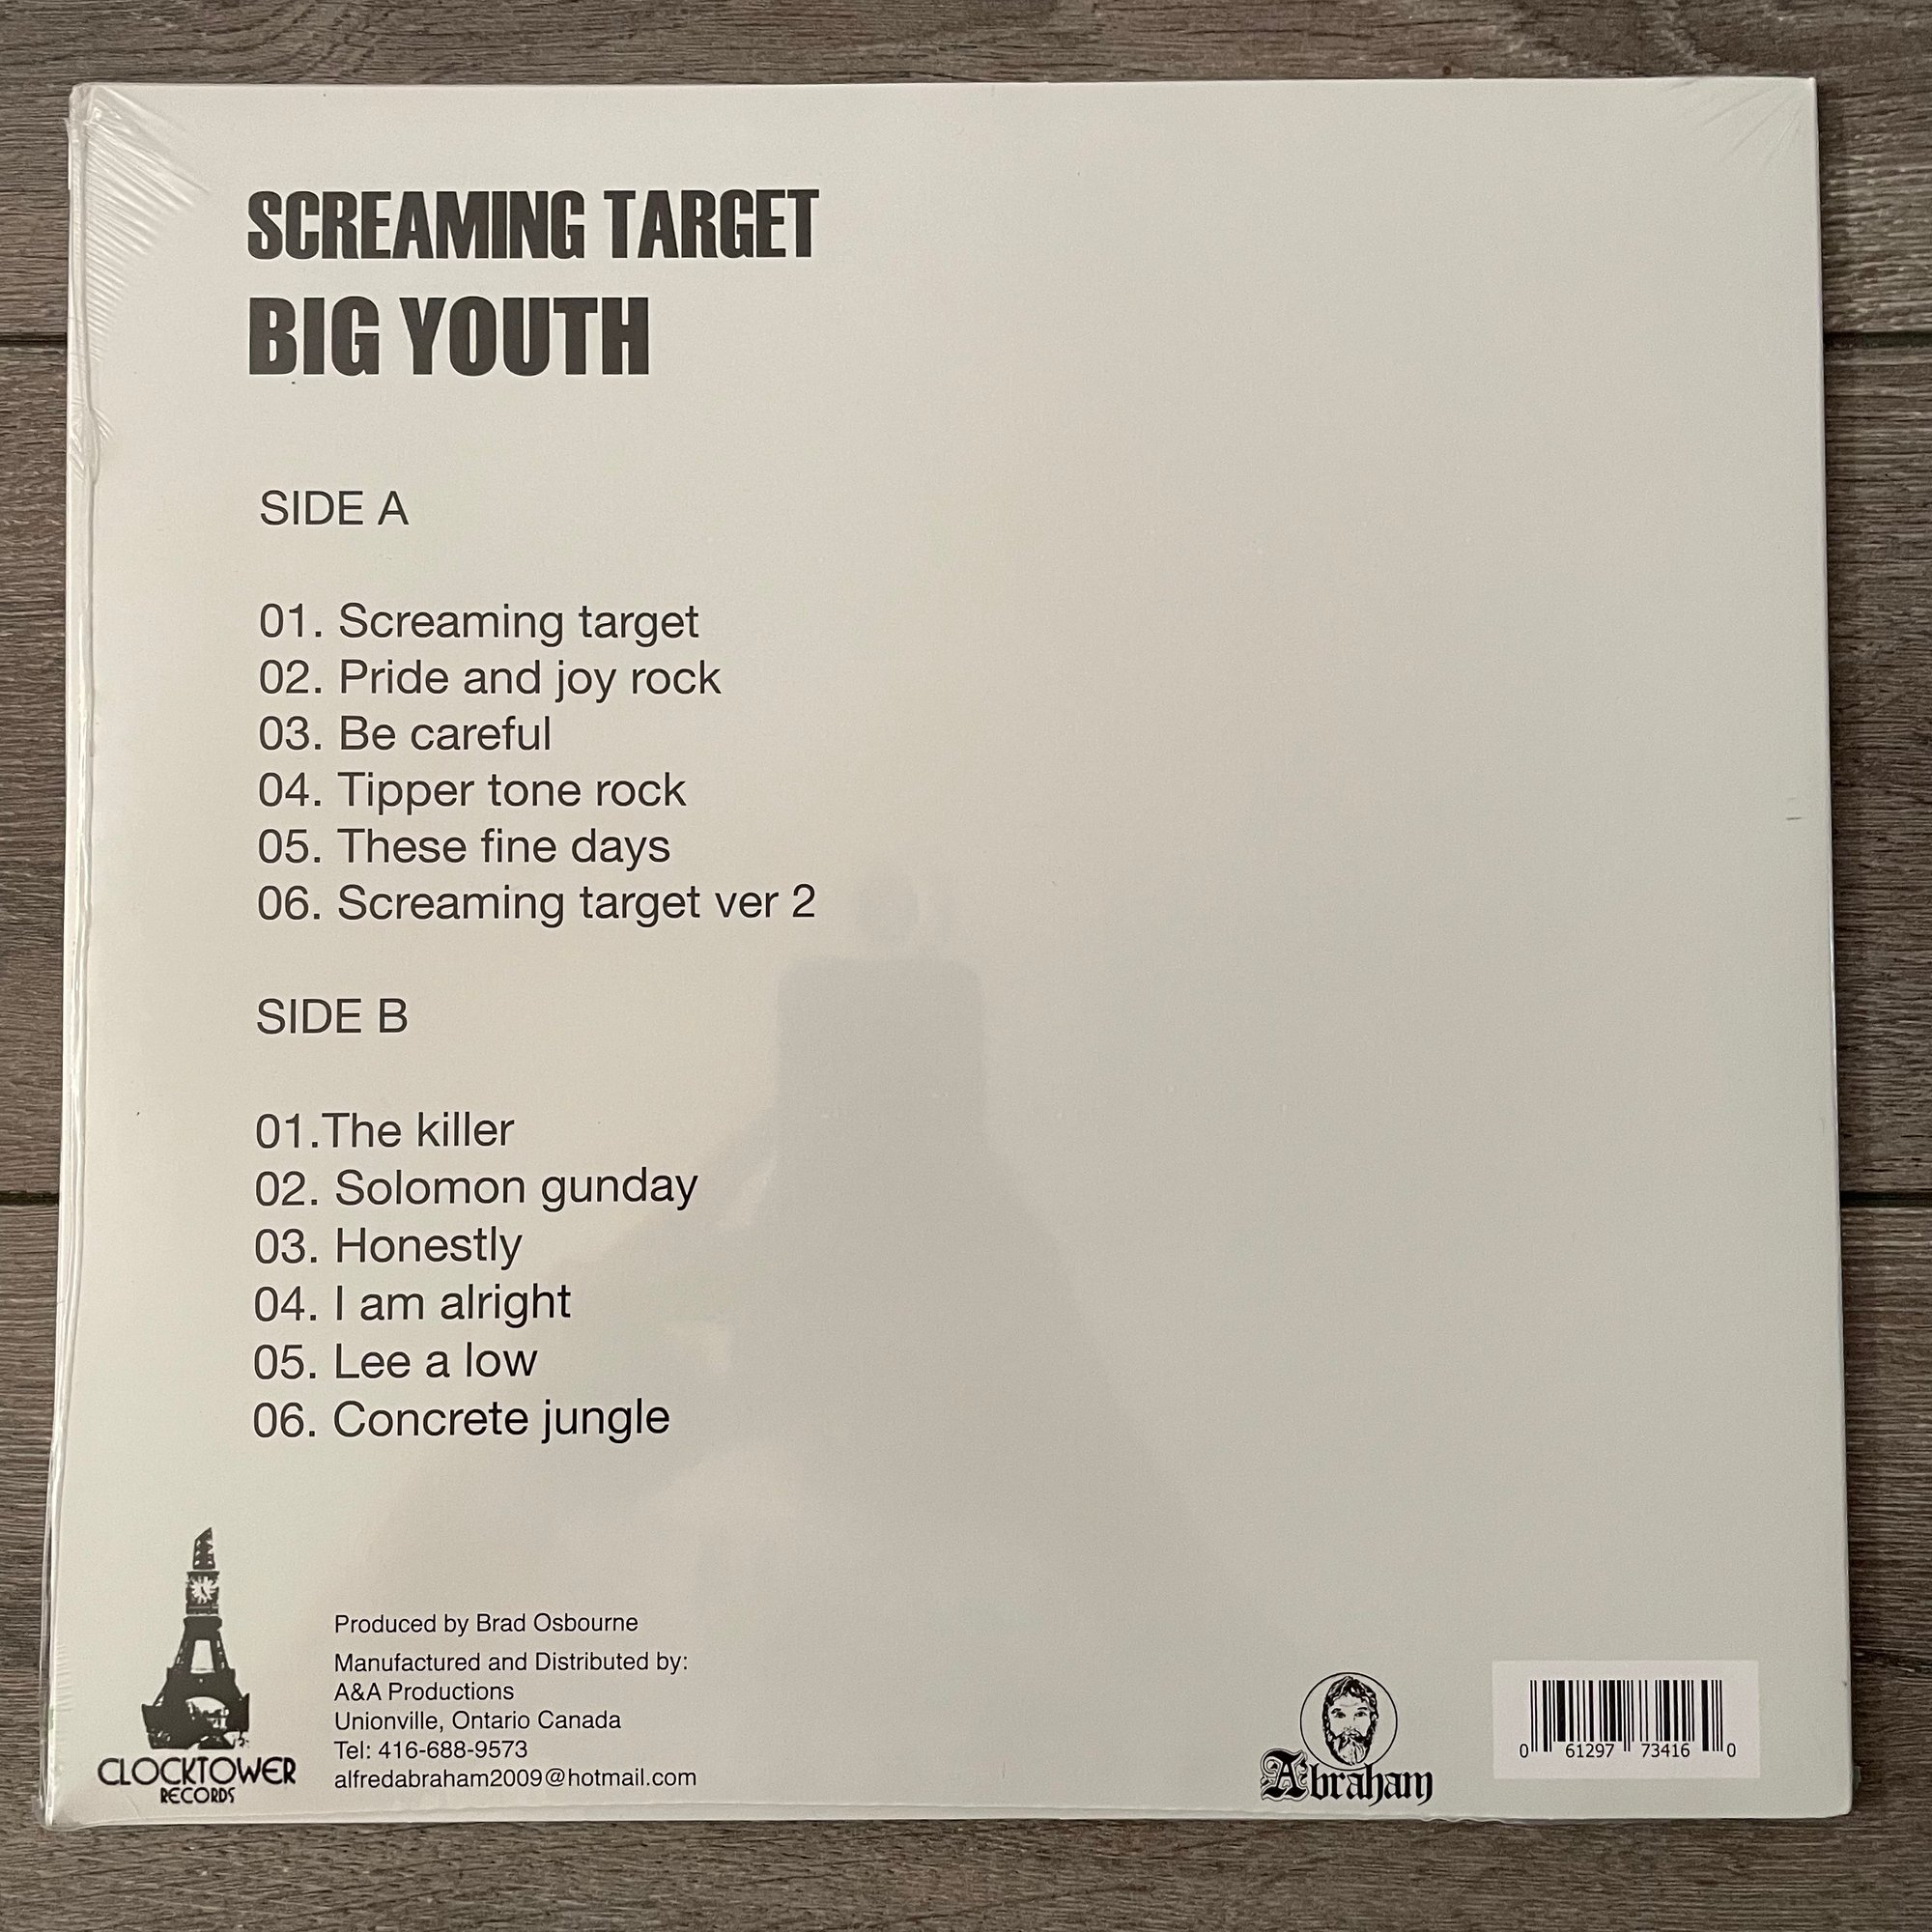 SCREAMING TARGET
BIG YOUTH
SIDE A
01. Screaming target
02. Pride and joy rock
03. Be careful
04. Tipper tone rock
05. These fine days
06. Screaming target ver 2
SIDE B
01.The killer
02. Solomon gunday
03. Honestly
04. I am alright
05. Lee a low
06. Concrete jungle
CLOCKTOWER
RECORDS
Produced by Brad Osbourne
Manufactured and Distributed by:
A&A Productions
Unionville, Ontario Canada
Tel: 416-688-9573
alfredabraham2009@hotmail.com
Abraham
0 61297 73416 0